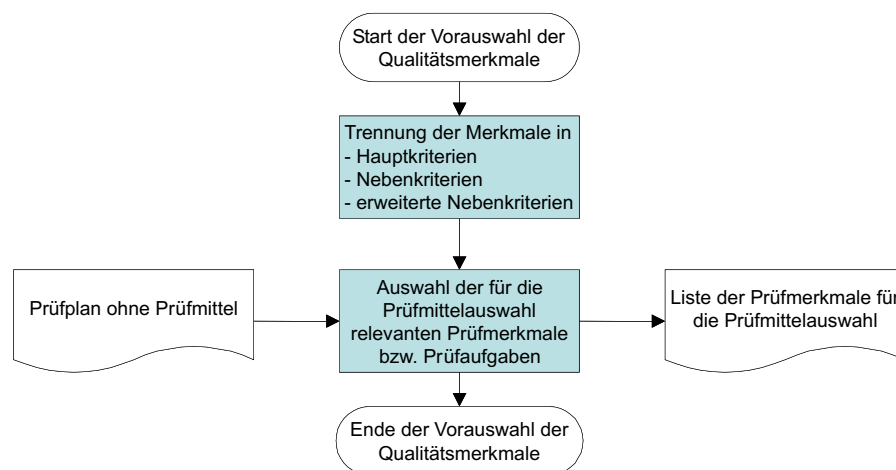 Start der Vorauswahl der
Qualitätsmerkmale
Trennung der Merkmale in
- Hauptkriterien
- Nebenkriterien
- erweiterte Nebenkriterien
Prüfplan ohne Prüfmittel
Auswahl der für die
Prüfmittelauswahl
relevanten Prüfmerkmale
bzw. Prüfaufgaben
Liste der Prüfmerkmale für
die Prüfmittelauswahl
Ende der Vorauswahl der
Qualitätsmerkmale